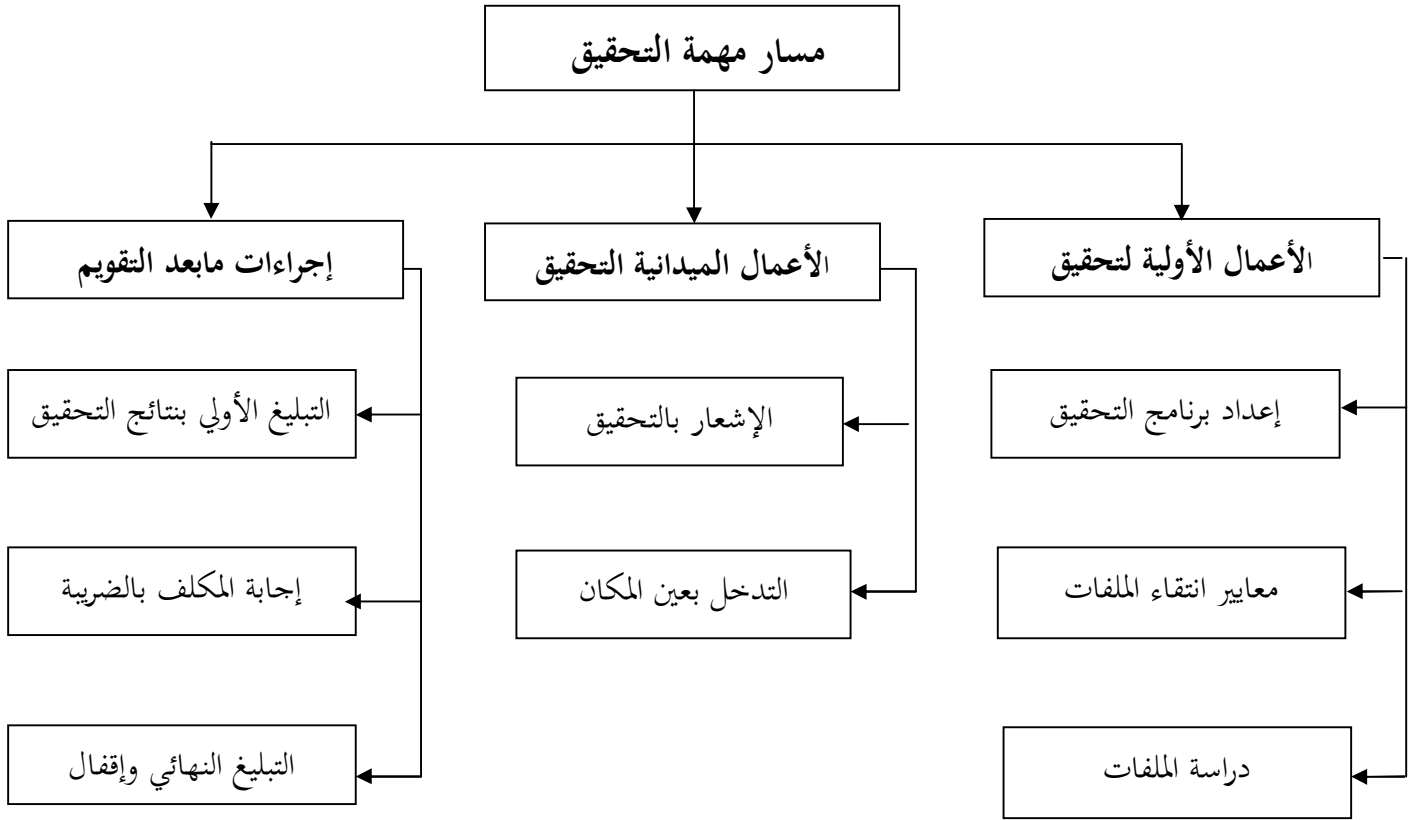 مسار مهمة التحقيق
الأعمال الأولية لتحقيق
الأعمال الميدانية التحقيق
إجراءات مابعد التقويم
إعداد برنامج التحقيق
الإشعار بالتحقيق
التبليغ الأولي بنتائج التحقيق
معايير انتقاء الملفات
التدخل بعين المكان
إجابة المكلف بالضريبة
دراسة الملفات
التبليغ النهائي وإقفال